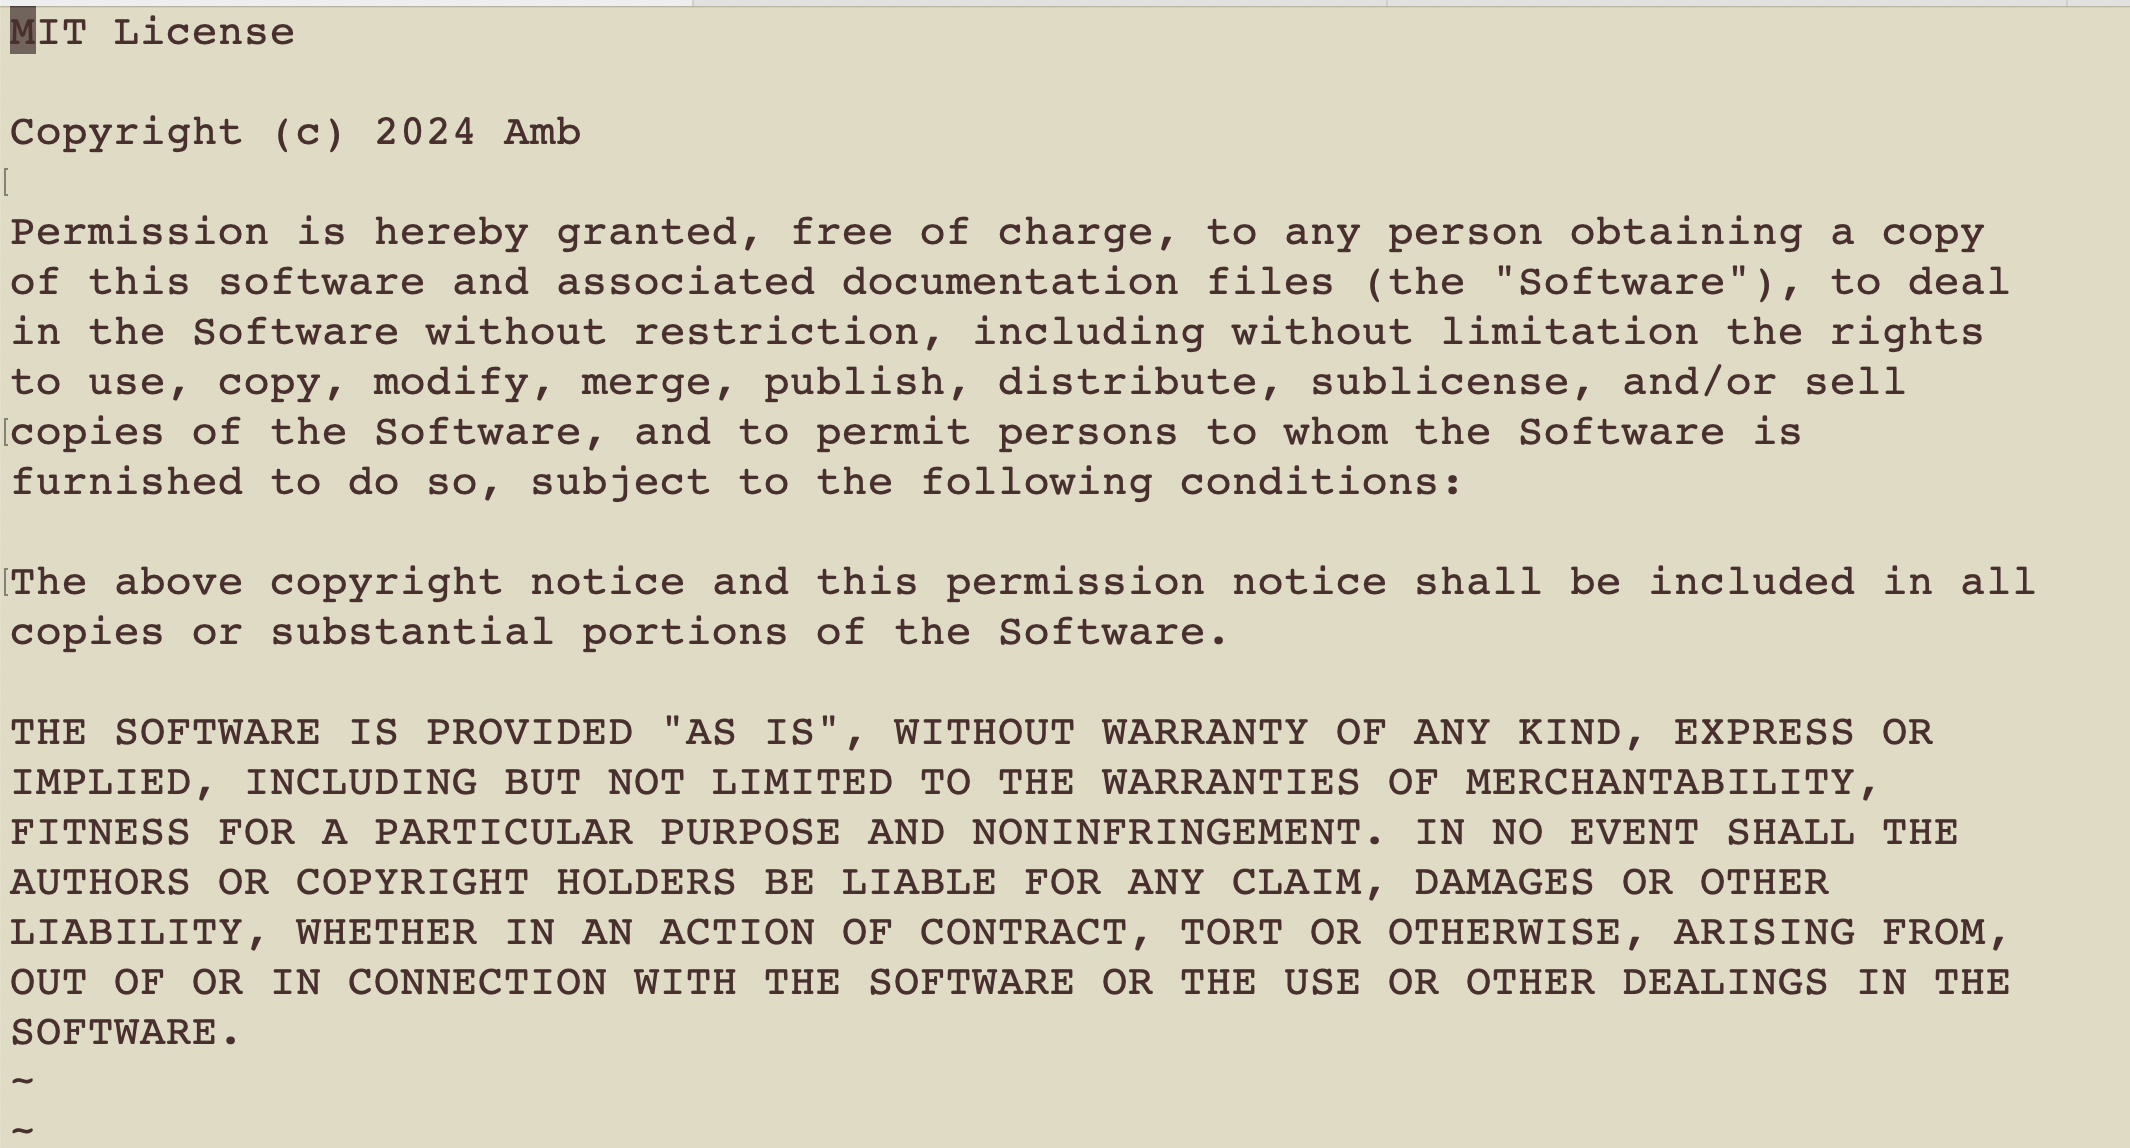 MIT License
Copyright (c) 2024 Amb
Permission is hereby granted, free of charge, to any person obtaining a copy
of this software and associated documentation files (the "Software"), to deal
in the Software without restriction, including without limitation the rights
to use, copy, modify, merge, publish, distribute, sublicense, and/or sell
copies of the Software, and to permit persons to whom the Software is
furnished to do so, subject to the following conditions:
The above copyright notice and this permission notice shall be included in all
copies or substantial portions of the Software.
THE SOFTWARE IS PROVIDED "AS IS", WITHOUT WARRANTY OF ANY KIND, EXPRESS OR
IMPLIED, INCLUDING BUT NOT LIMITED TO THE WARRANTIES OF MERCHANTABILITY,
FITNESS FOR A PARTICULAR PURPOSE AND NONINFRINGEMENT. IN NO EVENT SHALL THE
AUTHORS OR COPYRIGHT HOLDERS BE LIABLE FOR ANY CLAIM, DAMAGES OR OTHER
LIABILITY, WHETHER IN AN ACTION OF CONTRACT, TORT OR OTHERWISE, ARISING FROM,
OUT OF OR IN CONNECTION WITH THE SOFTWARE OR THE USE OR OTHER DEALINGS IN THE
SOFTWARE.
~
~